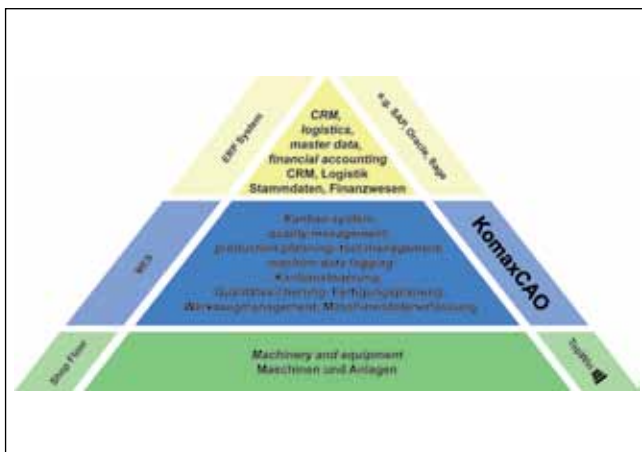 ERP System
CRM,
logistics,
master data,
financial accounting
CRM, Logistik
Stammdaten, Finanzwesen
e.g. SAP, Oracle, Sage
MES
Kanban system
quality management
production planning, tool management
machine data logging
Kanbansteuerung
Qualitätssicherung, Fertigungsplanung
Werkzeugmanagement, Maschinendatenerfassung
KomaxCAO
Shop Floor
Machinery and equipment
Maschinen und Anlagen
TopWin